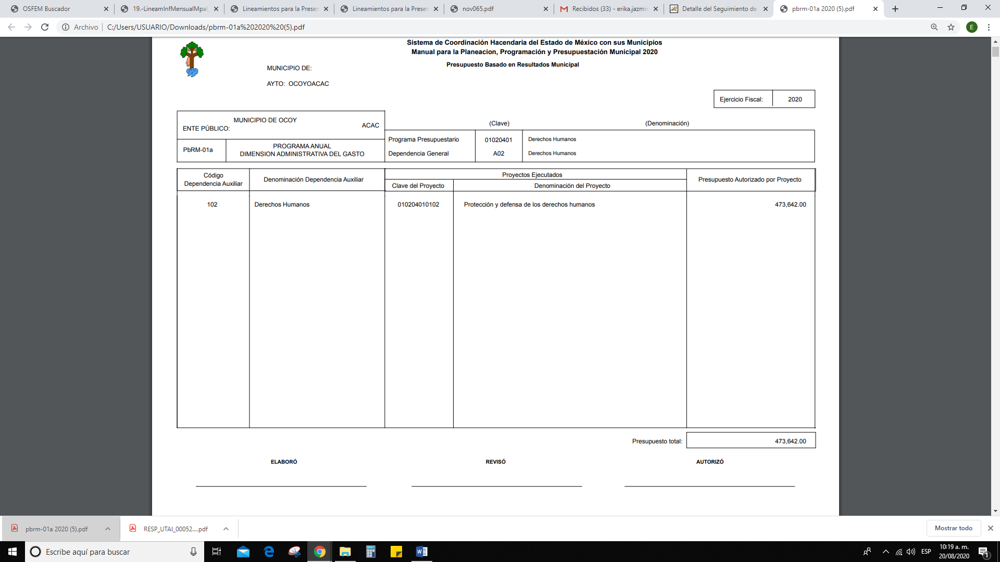 OSFEM Buscador
19.-LineamInfMensualMpal_
Lineamientos para la Presen
Lineamientos para la Presen
nov065.pdf
Recibidos (33) - erika.jazmin
Detalle del Seguimiento de
pbrm-01a 2020 (5).pdf
Archivo
C:/Users/USUARIO/Downloads/pbrm-01a%202020%20(5).pdf
E
Sistema de Coordinación Hacendaria del Estado de México con sus Municipios
Manual para la Planeacion, Programación y Presupuestación Municipal 2020
Presupuesto Basado en Resultados Municipal
MUNICIPIO DE:
AYTO: OCOYOACAC
Ejercicio Fiscal: 2020
MUNICIPIO DE OCOY
ENTE PÚBLICO: ACAC
(Clave) (Denominación)
PbRM-01a
PROGRAMA ANUAL
DIMENSION ADMINISTRATIVA DEL GASTO
Programa Presupuestario 01020401 Derechos Humanos
Dependencia General A02 Derechos Humanos
Código
Dependencia Auxiliar
Denominación Dependencia Auxiliar
Proyectos Ejecutados
Clave del Proyecto Denominación del Proyecto
Presupuesto Autorizado por Proyecto
102 Derechos Humanos 010204010102 Protección y defensa de los derechos humanos 473,642.00
Presupuesto total: 473,642.00
ELABORÓ REVISÓ AUTORIZÓ
pbrm-01a 2020 (5).pdf
RESP_UTAI_00052....pdf
Mostrar todo
Escribe aquí para buscar
ESP
10:19 a. m.
20/08/2020
1